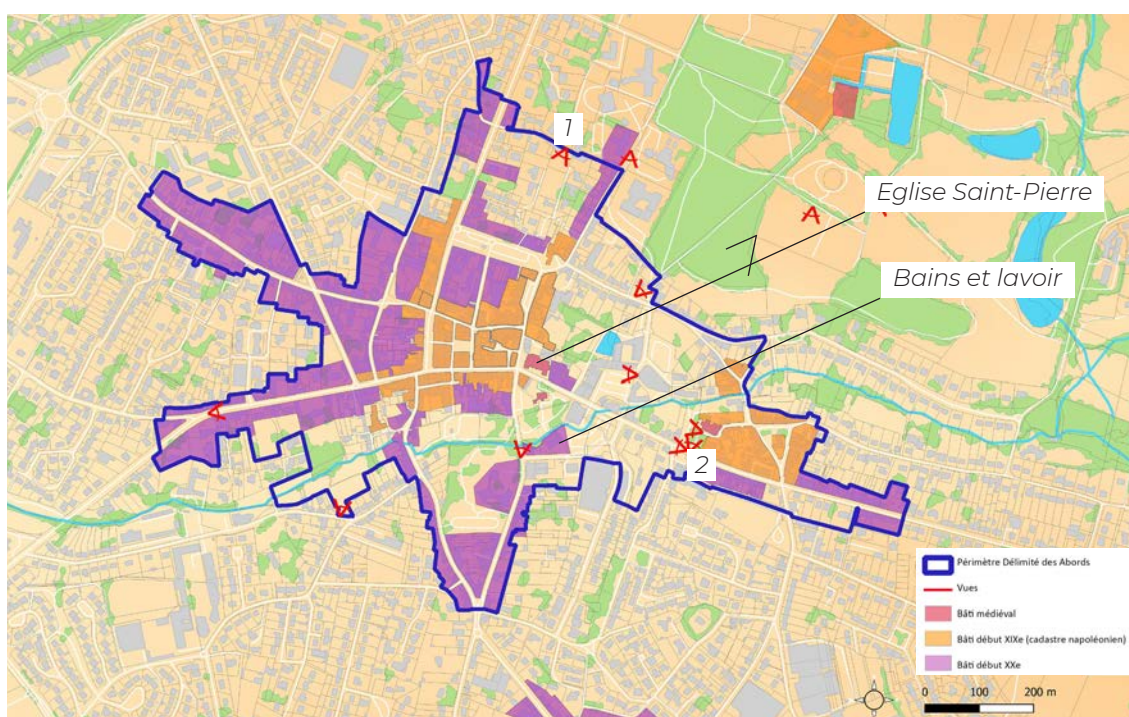 1
Eglise Saint-Pierre
Bains et lavoir
2
Périmètre Délimité des Abords
Vues
Bâti médiéval
Bâti début XIXe (cadastre napoléonien)
Bâti début XXe
0 100 200 m